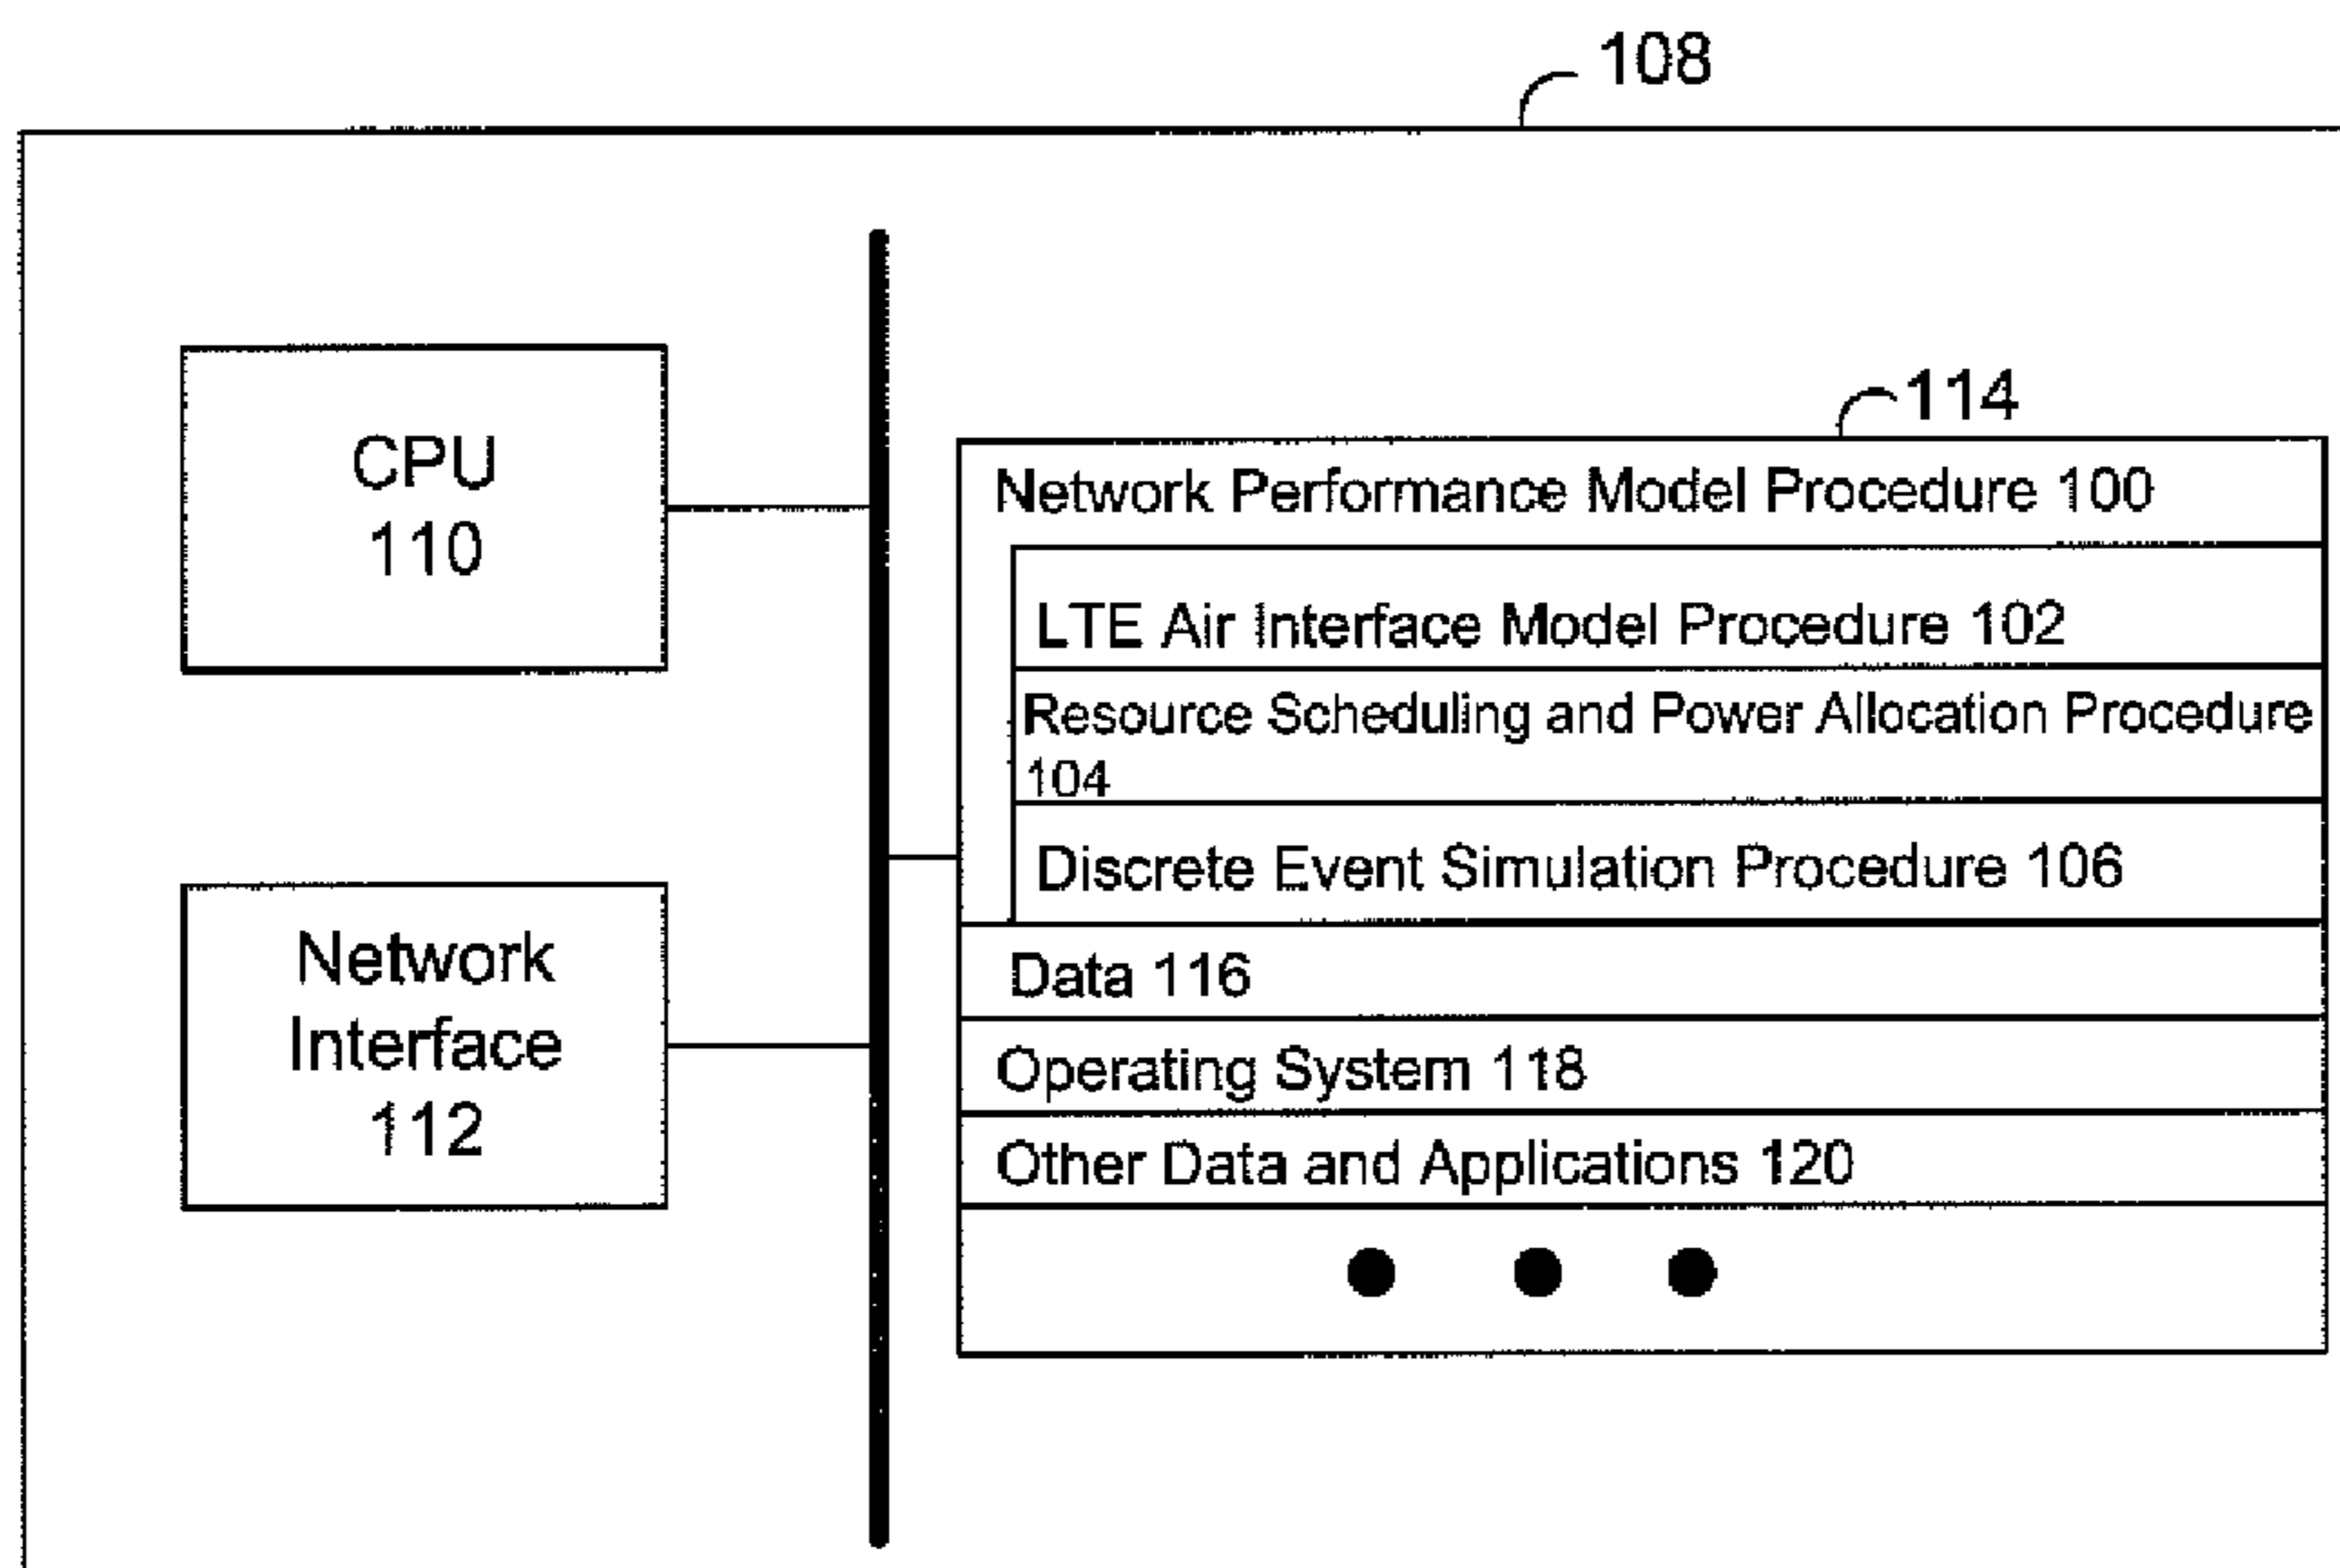 108
CPU
110
Network
Interface
112
114
Network Performance Model Procedure 100
LTE Air Interface Model Procedure 102
Resource Scheduling and Power Allocation Procedure
104
Discrete Event Simulation Procedure 106
Data 116
Operating System 118
Other Data and Applications 120